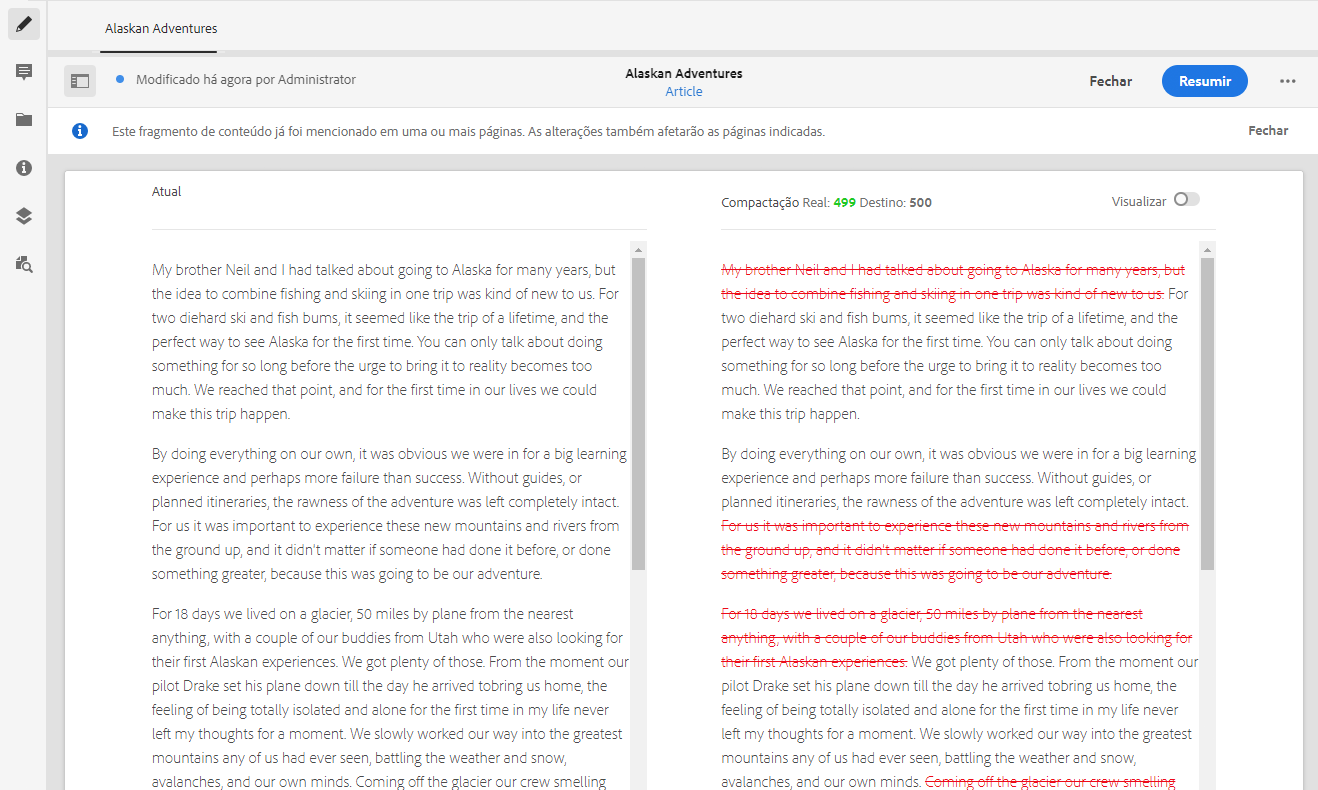 Alaskan Adventures
Modificado há agora por Administrator
Alaskan Adventures
Article
Fechar
Resumir
Este fragmento de conteúdo já foi mencionado em uma ou mais páginas. As alterações também afetarão as páginas indicadas.
Fechar
Atual
My brother Neil and I had talked about going to Alaska for many years, but
the idea to combine fishing and skiing in one trip was kind of new to us. For
two diehard ski and fish bums, it seemed like the trip of a lifetime, and the
perfect way to see Alaska for the first time. You can only talk about doing
something for so long before the urge to bring it to reality becomes too
much. We reached that point, and for the first time in our lives we could
make this trip happen.
By doing everything on our own, it was obvious we were in for a big learning
experience and perhaps more failure than success. Without guides, or
planned itineraries, the rawness of the adventure was left completely intact.
For us it was important to experience these new mountains and rivers from
the ground up, and it didn't matter if someone had done it before, or done
something greater, because this was going to be our adventure.
For 18 days we lived on a glacier, 50 miles by plane from the nearest
anything, with a couple of our buddies from Utah who were also looking for
their first Alaskan experiences. We got plenty of those. From the moment our
pilot Drake set his plane down till the day he arrived tobring us home, the
feeling of being totally isolated and alone for the first time in my life never
left my thoughts for a moment. We slowly worked our way into the greatest
mountains any of us had ever seen, battling the weather and snow,
avalanches, and our own minds. Coming off the glacier our crew smelling
Compactação Real: 499 Destino: 500
Visualizar
My brother Neil and I had talked about going to Alaska for many years, but
the idea to combine fishing and skiing in one trip was kind of new to us. For
two diehard ski and fish bums, it seemed like the trip of a lifetime, and the
perfect way to see Alaska for the first time. You can only talk about doing
something for so long before the urge to bring it to reality becomes too
much. We reached that point, and for the first time in our lives we could
make this trip happen.
By doing everything on our own, it was obvious we were in for a big learning
experience and perhaps more failure than success. Without guides, or
planned itineraries, the rawness of the adventure was left completely intact.
For us it was important to experience these new mountains and rivers from
the ground up, and it didn't matter if someone had done it before, or done
something greater, because this was going to be our adventure.
For 18 days we lived on a glacier, 50 miles by plane from the nearest
anything, with a couple of our buddies from Utah who were also looking for
their first Alaskan experiences. We got plenty of those. From the moment our
pilot Drake set his plane down till the day he arrived tobring us home, the
feeling of being totally isolated and alone for the first time in my life never
left my thoughts for a moment. We slowly worked our way into the greatest
mountains any of us had ever seen, battling the weather and snow,
avalanches, and our own minds. Coming off the glacier our crew smelling